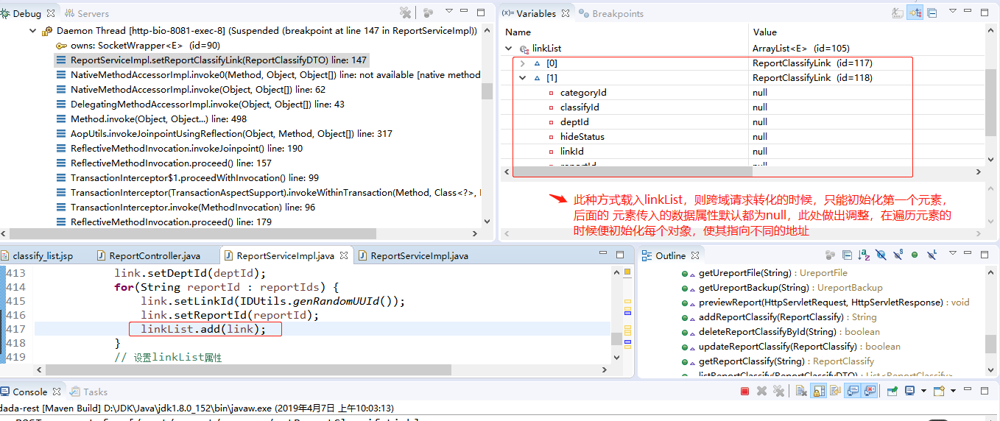 Debug Servers
Daemon Thread [http-bio-8081-exec-8] (Suspended (breakpoint at line 147 in ReportServiceImpl))
owns: SocketWrapper<E> (id=90)
ReportServiceImpl.setReportClassifyLink(ReportClassifyDTO) line: 147
NativeMethodAccessorImpl.invoke0(Method, Object, Object[]) line: not available [native method
NativeMethodAccessorImpl.invoke(Object, Object[]) line: 62
DelegatingMethodAccessorImpl.invoke(Object, Object[]) line: 43
Method.invoke(Object, Object...) line: 498
AopUtils.invokeJoinpointUsingReflection(Object, Method, Object[]) line: 317
ReflectiveMethodInvocation.invokeJoinpoint() line: 190
ReflectiveMethodInvocation.proceed() line: 157
TransactionInterceptor$1.proceedWithInvocation() line: 99
TransactionInterceptor(TransactionAspectSupport).invokeWithinTransaction(Method, Class<?>, I
TransactionInterceptor.invoke(MethodInvocation) line: 96
ReflectiveMethodInvocation.proceed() line: 179
(x)= Variables Breakpoints
Name Value
linkList ArrayList<E> (id=105)
[0] ReportClassifyLink (id=117)
[1] ReportClassifyLink (id=118)
categoryId null
classifyId null
deptId null
hideStatus null
linkId null
reportId null
此种方式载入linkList，则跨域请求转化的时候，只能初始化第一个元素，
后面的 元素传入的数据属性默认都为null，此处做出调整，在遍历元素的
时候便初始化每个对象，使其指向不同的地址
classify_list.jsp ReportController.java ReportServiceImpl.java ReportServiceImpl.java
413 link.setDeptId(deptId);
414 for(String reportId : reportIds) {
415 link.setLinkId(IDUtils.genRandomUUId());
416 link.setReportId(reportId);
417 linkList.add(link);
418 }
419 // 设置linkList属性
Outline
getUreportFile(String) : UreportFile
getUreportBackup(String) : UreportBackup
previewReport(HttpServletRequest, HttpServletResponse) : void
addReportClassify(ReportClassify) : String
deleteReportClassifyById(String) : boolean
updateReportClassify(ReportClassify) : boolean
getReportClassify(String) : ReportClassify
listReportClassify(ReportClassifyDTO) : List<ReportClassify>
Console Tasks
dada-rest [Maven Build] D:\JDK\Java\jdk1.8.0_152\bin\javaw.exe (2019年4月7日 上午10:03:13)